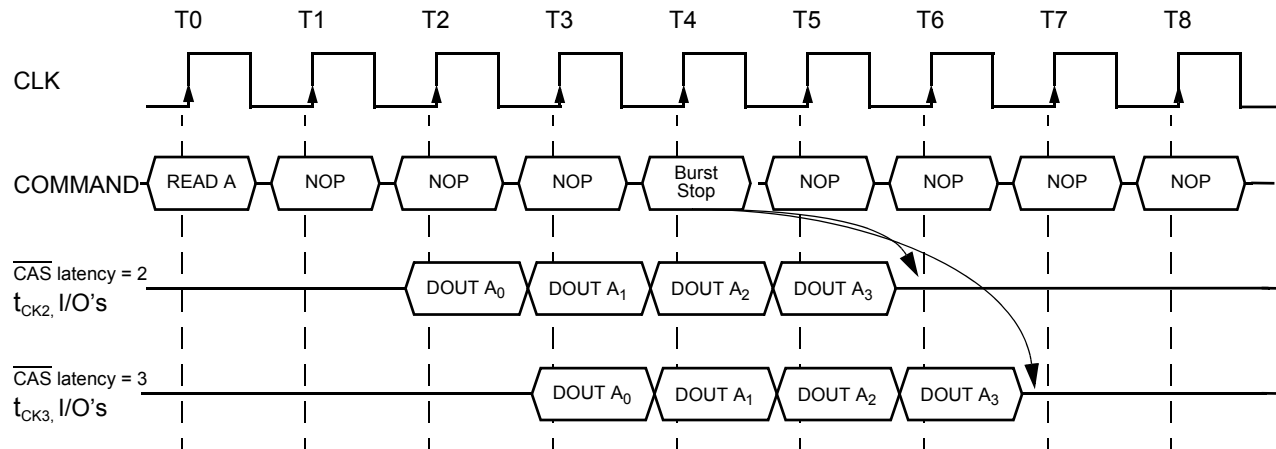 T0 T1 T2 T3 T4 T5 T6 T7 T8
CLK
COMMAND READ A NOP NOP NOP Burst Stop NOP NOP NOP NOP
CAS latency = 2
tCK2, I/O's DOUT A0 DOUT A1 DOUT A2 DOUT A3
CAS latency = 3
tCK3, I/O's DOUT A0 DOUT A1 DOUT A2 DOUT A3